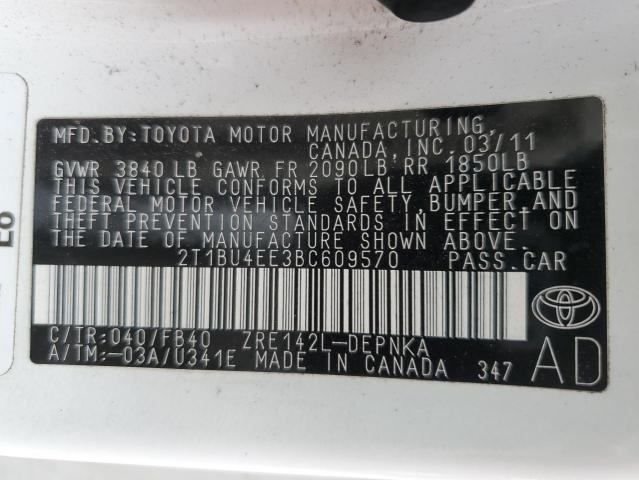 MFD.BY:TOYOTA MOTOR MANUFACTURING,
CANADA,INC.03/11
GVWR 3840LB GAWR FR 2090LB RR 1850LB
THIS VEHICLE CONFORMS TO ALL APPLICABLE
FEDERAL MOTOR VEHICLE SAFETY,BUMPER,AND
THEFT PREVENTION STANDARDS IN EFFECT ON
THE DATE OF MANUFACTURE SHOWN ABOVE.
2T1BU4EE3BC609570 PASS.CAR
C/TR:040/FB40 ZRE142L-DEPNKA
A/TM:-03A/U341E MADE IN CANADA 347
AD